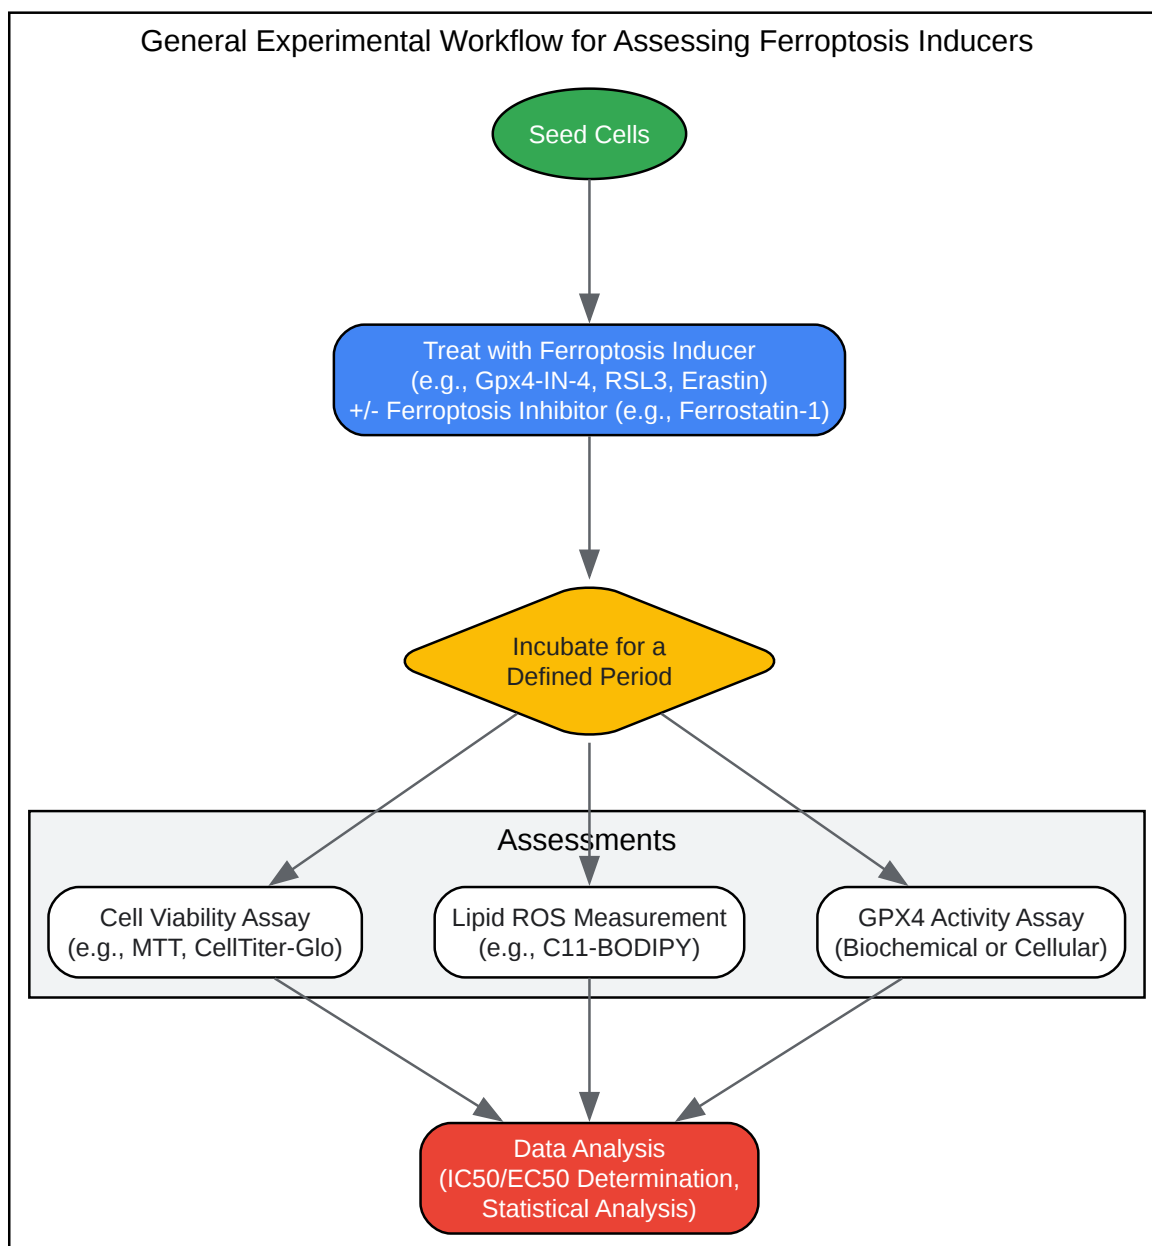 General Experimental Workflow for Assessing Ferroptosis Inducers
Seed Cells
Treat with Ferroptosis Inducer
(e.g., Gpx4-IN-4, RSL3, Erastin)
+/- Ferroptosis Inhibitor (e.g., Ferrostatin-1)
Incubate for a
Defined Period
Assessments
Cell Viability Assay
(e.g., MTT, CellTiter-Glo)
Lipid ROS Measurement
(e.g., C11-BODIPY)
GPX4 Activity Assay
(Biochemical or Cellular)
Data Analysis
(IC50/EC50 Determination,
Statistical Analysis)